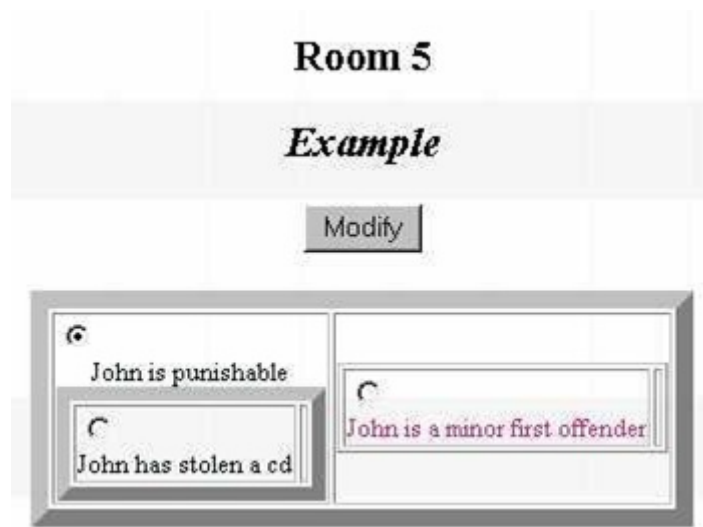 Room 5
Example
Modify
John is punishable
John has stolen a cd
John is a minor first offender